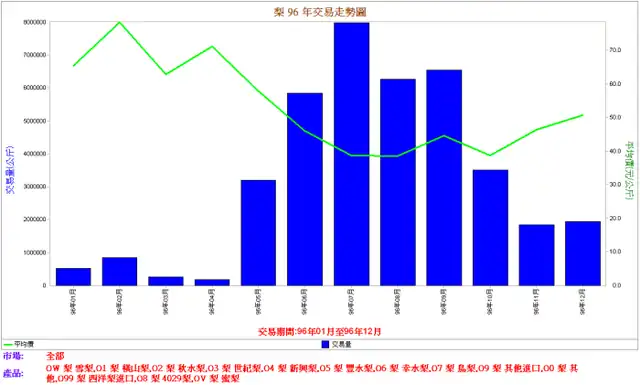 梨 96 年交易走勢圖
8000000
7000000
6000000
5000000
4000000
3000000
2000000
1000000
0
交易量(公斤)
70.0
60.0
50.0
40.0
30.0
20.0
10.0
0.0
平均價(元/公斤)
96年01月
96年02月
96年03月
96年04月
96年05月
96年06月
96年07月
96年08月
96年09月
96年10月
96年11月
96年12月
交易期間:96年01月至96年12月
平均價 交易量
市場: 全部
產品: OW 梨 雪梨,O1 梨 橫山梨,O2 梨 秋水梨,O3 梨 世紀梨,O4 梨 新興梨,O5 梨 豐水梨,O6 梨 幸水梨,O7 梨 鳥梨,O9 梨 其他進口,O0 梨 其
他,O99 梨 西洋梨進口,O8 梨 4029梨,OV 梨 蜜梨